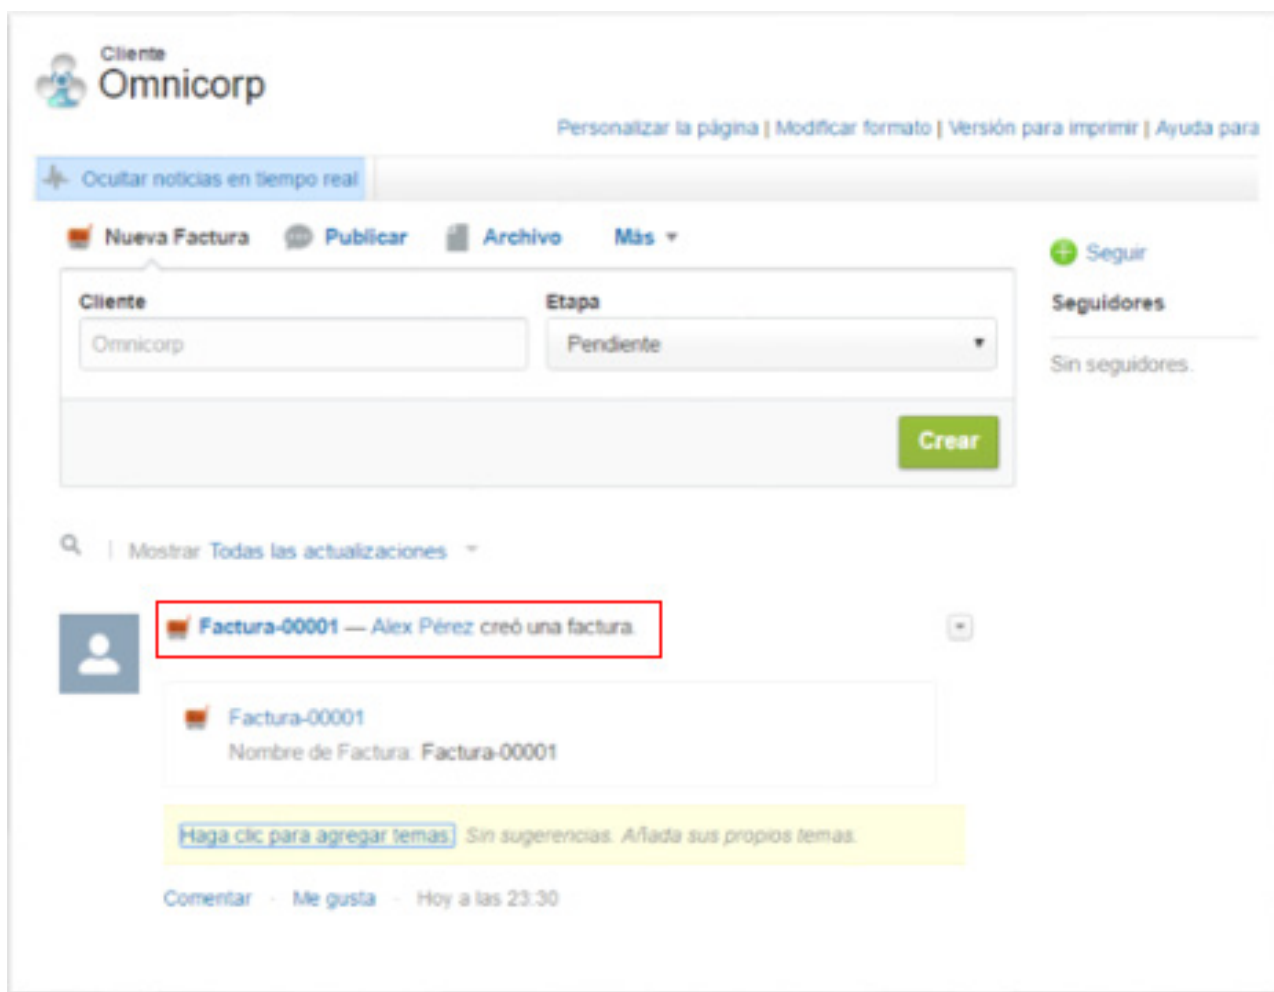 Cliente
Omnicorp
Personalizar la página | Modificar formato | Versión para imprimir | Ayuda para
Ocultar noticias en tiempo real
Nueva Factura Publicar Archivo Más
Seguir
Cliente Etapa
Seguidores
Omnicorp Pendiente
Sin seguidores.
Crear
Mostrar Todas las actualizaciones
Factura-00001 — Alex Pérez creó una factura.
Factura-00001
Nombre de Factura: Factura-00001
Haga clic para agregar temas: Sin sugerencias. Añada sus propios temas.
Comentar · Me gusta · Hoy a las 23:30